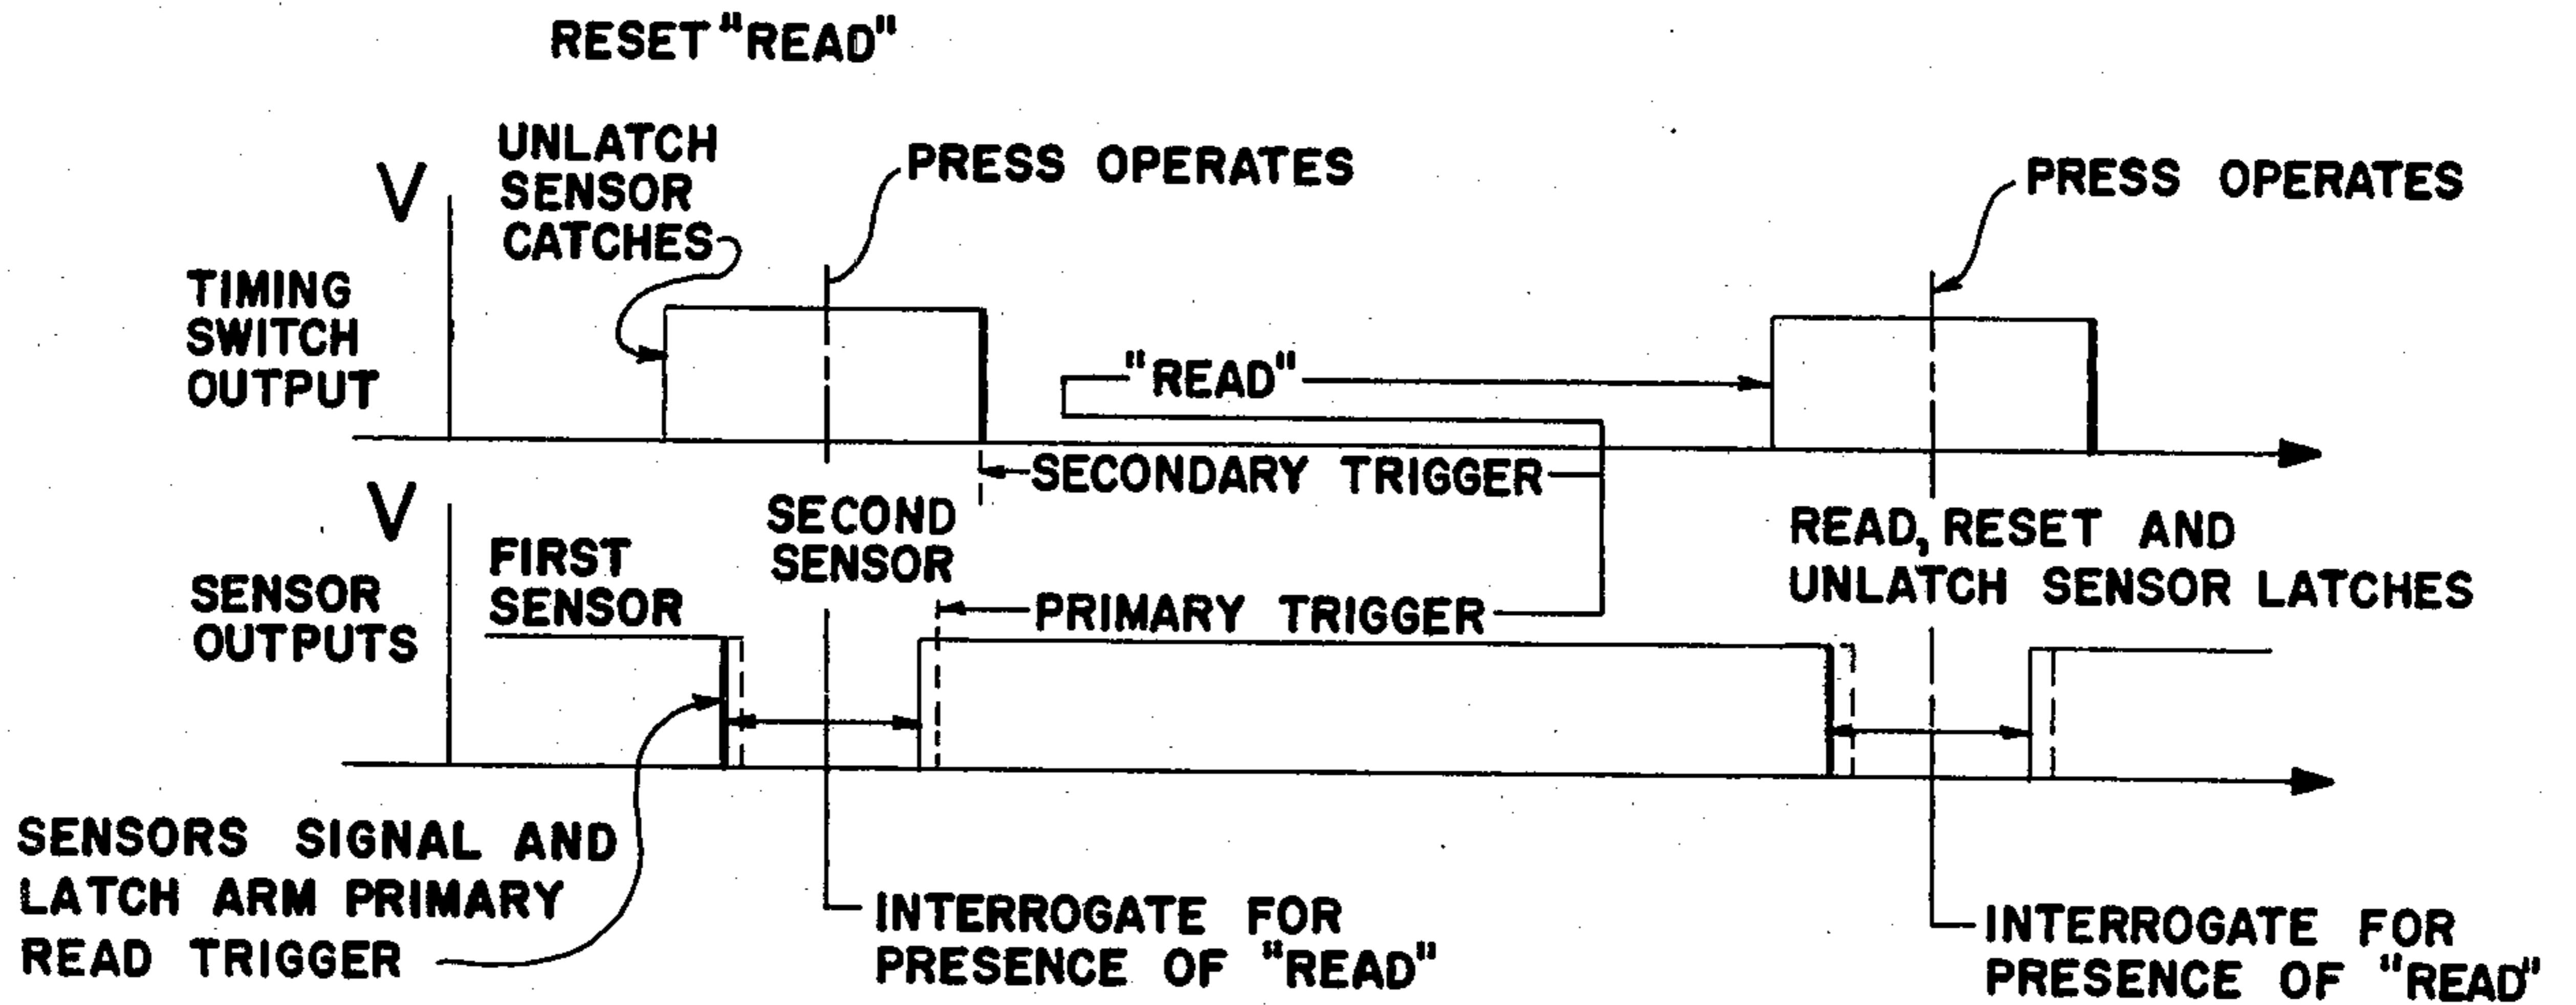 RESET "READ"
UNLATCH
SENSOR
CATCHES
PRESS OPERATES
PRESS OPERATES
V
TIMING
SWITCH
OUTPUT
"READ"
SECONDARY TRIGGER
V
SECOND
SENSOR
FIRST
SENSOR
READ, RESET AND
UNLATCH SENSOR LATCHES
SENSOR
OUTPUTS
PRIMARY TRIGGER
SENSORS SIGNAL AND
LATCH ARM PRIMARY
READ TRIGGER
INTERROGATE FOR
PRESENCE OF "READ"
INTERROGATE FOR
PRESENCE OF "READ"